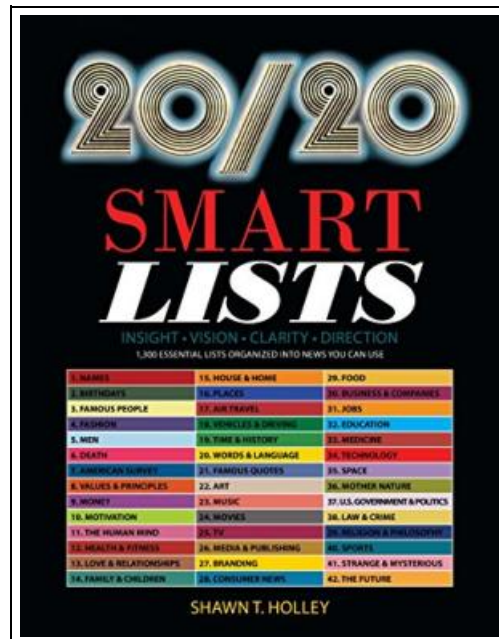 20/20
SMART
LISTS
INSIGHT • VISION • CLARITY • DIRECTION
1,300 ESSENTIAL LISTS ORGANIZED INTO NEWS YOU CAN USE
1. NAMES
2. BIRTHDAYS
3. FAMOUS PEOPLE
4. FASHION
5. MEN
6. DEATH
7. AMERICAN SURVEY
8. VALUES & PRINCIPLES
9. MONEY
10. MOTIVATION
11. THE HUMAN MIND
12. HEALTH & FITNESS
13. LOVE & RELATIONSHIPS
14. FAMILY & CHILDREN
15. HOUSE & HOME
16. PLACES
17. AIR TRAVEL
18. VEHICLES & DRIVING
19. TIME & HISTORY
20. WORDS & LANGUAGE
21. FAMOUS QUOTES
22. ART
23. MUSIC
24. MOVIES
25. TV
26. MEDIA & PUBLISHING
27. BRANDING
28. CONSUMER NEWS
29. FOOD
30. BUSINESS & COMPANIES
31. JOBS
32. EDUCATION
33. MEDICINE
34. TECHNOLOGY
35. SPACE
36. MOTHER NATURE
37. U.S. GOVERNMENT & POLITICS
38. LAW & CRIME
39. RELIGION & PHILOSOPHY
40. SPORTS
41. STRANGE & MYSTERIOUS
42. THE FUTURE
SHAWN T. HOLLEY